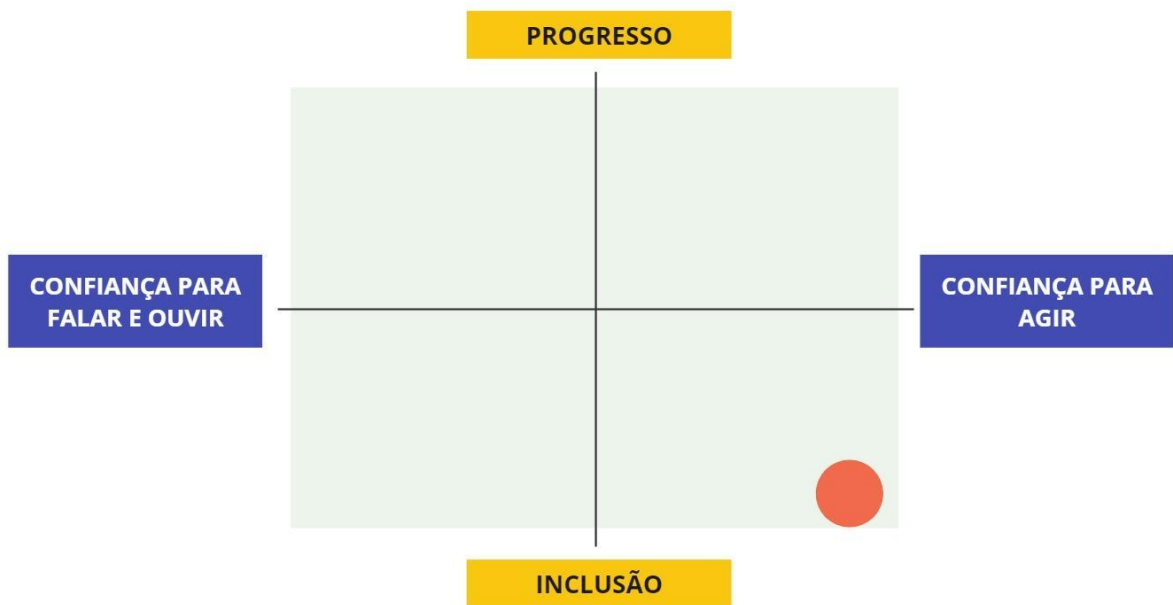 PROGRESSO
CONFIANÇA PARA
FALAR E OUVIR
CONFIANÇA PARA
AGIR
INCLUSÃO